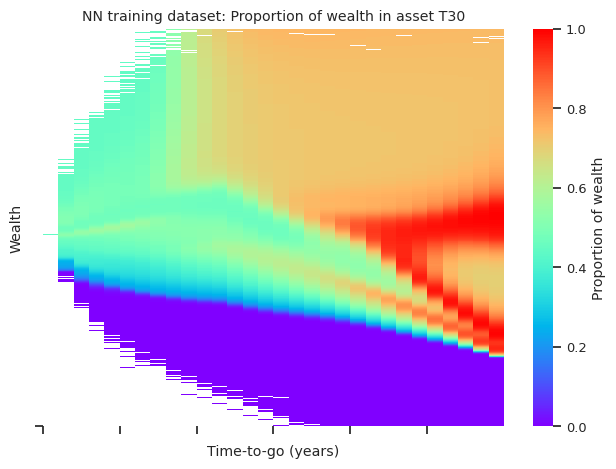 NN training dataset: Proportion of wealth in asset T30
Wealth
Time-to-go (years)
1.0
0.8
0.6
0.4
0.2
0.0
Proportion of wealth